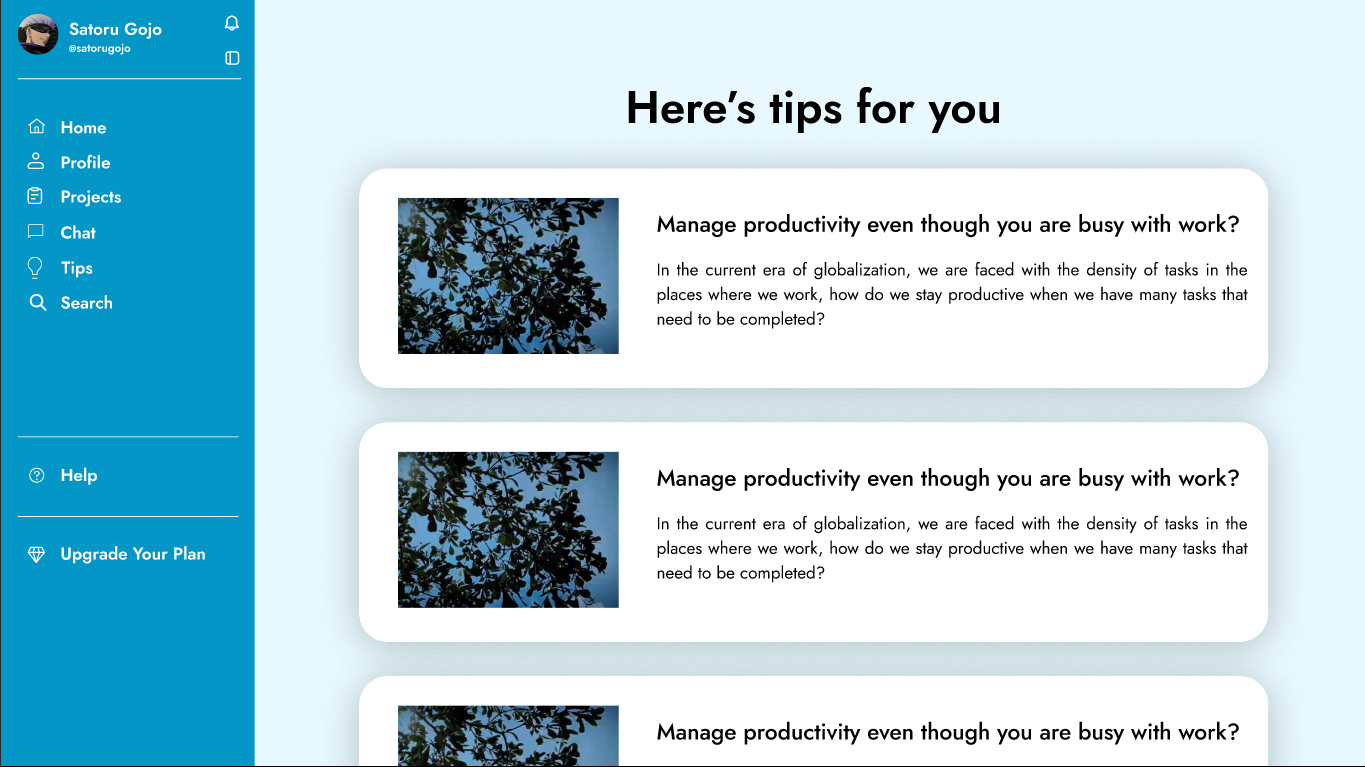 Satoru Gojo
@satorugojo
Home
Profile
Projects
Chat
Tips
Search
Help
Upgrade Your Plan
Here's tips for you
Manage productivity even though you are busy with work?
In the current era of globalization, we are faced with the density of tasks in the
places where we work, how do we stay productive when we have many tasks that
need to be completed?
Manage productivity even though you are busy with work?
In the current era of globalization, we are faced with the density of tasks in the
places where we work, how do we stay productive when we have many tasks that
need to be completed?
Manage productivity even though you are busy with work?